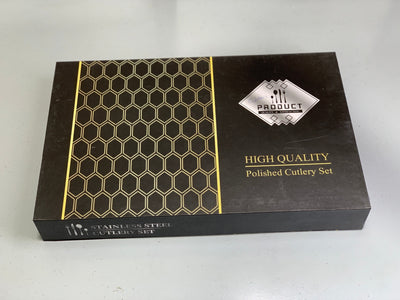 PRODUCT
HIGH QUALITY
Polished Cutlery Set
STAINLESS STEEL
CUTLERY SET